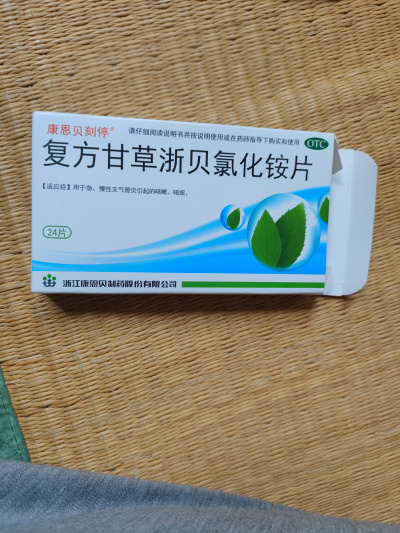 康恩贝刻停®
请仔细阅读说明书并按说明使用或在药师指导下购买和使用
OTC
复方甘草浙贝氯化铵片
【适应症】用于急、慢性支气管炎引起的咳嗽、咳痰。
24片
浙江康恩贝制药股份有限公司